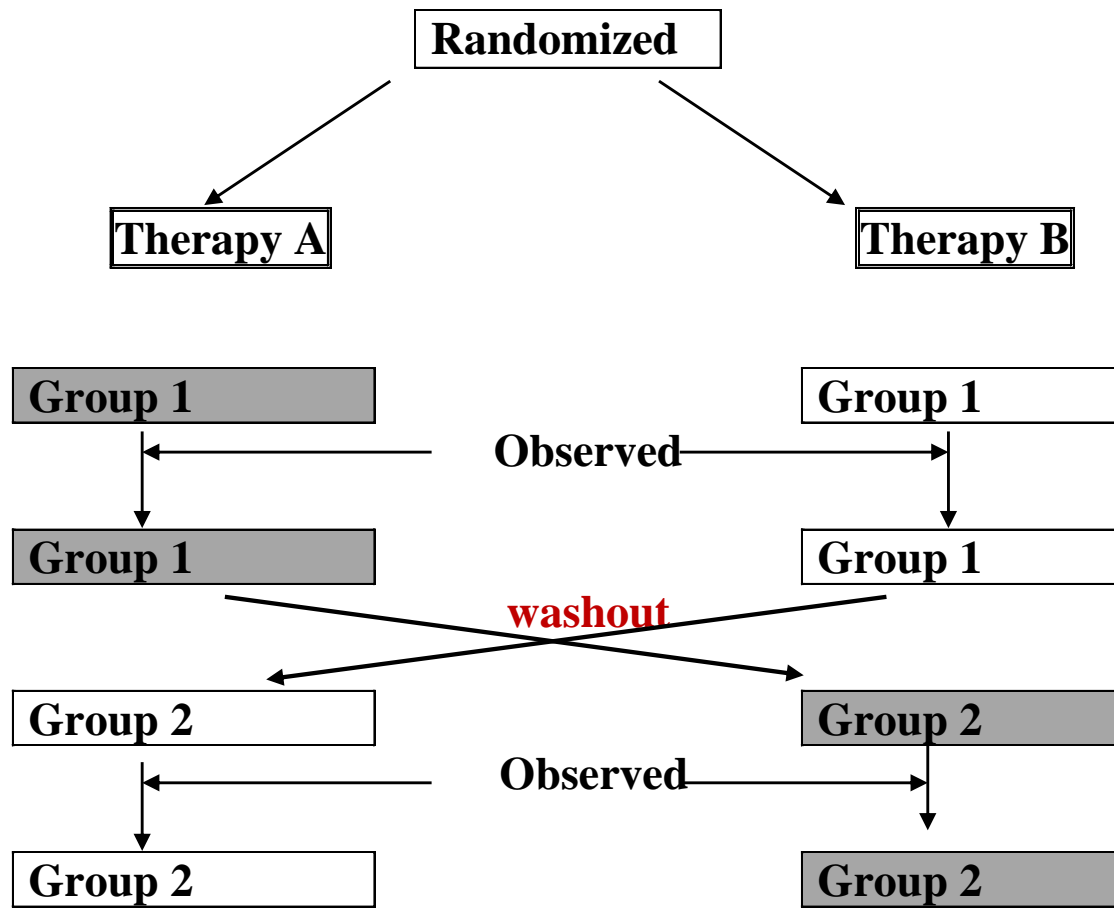 Randomized
Therapy A
Therapy B
Group 1
Group 1
Observed
Group 1
Group 1
washout
Group 2
Group 2
Observed
Group 2
Group 2